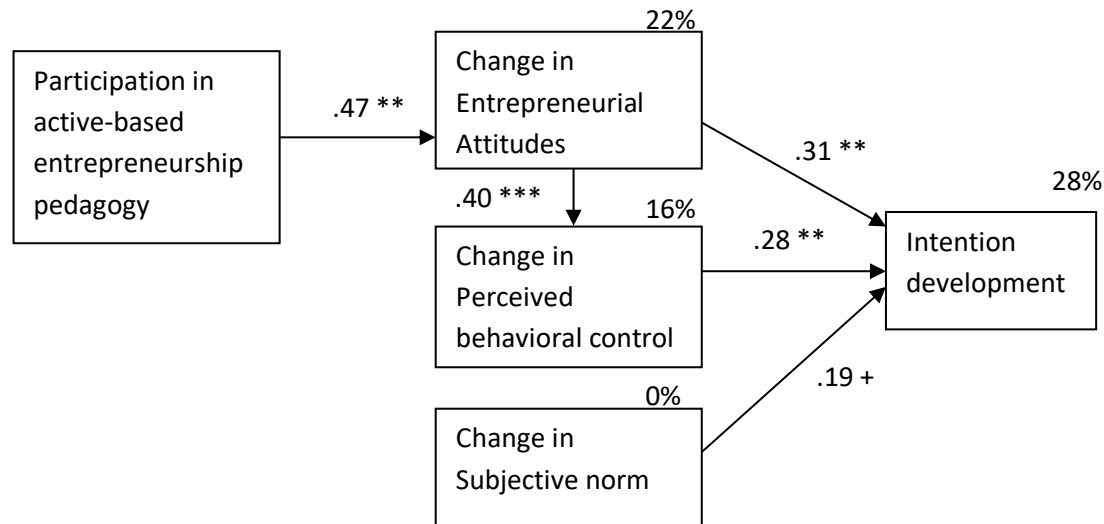 Participation in
active-based
entrepreneurship
pedagogy
.47 **
22%
Change in
Entrepreneurial
Attitudes
.31 **
.40 ***
16%
Change in
Perceived
behavioral control
.28 **
28%
Intention
development
.19 +
0%
Change in
Subjective norm